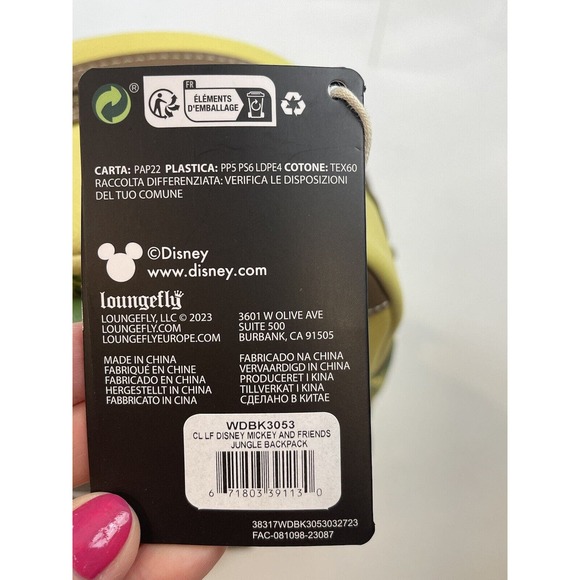 ®
FR
ÉLÉMENTS
D'EMBALLAGE
CARTA: PAP22 PLASTICA: PP5 PS6 LDPE4 COTONE: TEX60
RACCOLTA DIFFERENZIATA: VERIFICA LE DISPOSIZIONI
DEL TUO COMUNE
©Disney
www.disney.com
loungefly
LOUNGEFLY, LLC © 2023
LOUNGEFLY.COM
LOUNGEFLYEUROPE.COM
3601 W OLIVE AVE
SUITE 500
BURBANK, CA 91505
MADE IN CHINA
FABRIQUÉ EN CHINE
FABRICADO EN CHINA
HERGESTELLT IN CHINA
FABBRICATO IN CINA
FABRICADO NA CHINA
VERVAARDIGD IN CHINA
PRODUCERET I KINA
TILLVERKAT I KINA
СДЕЛАНО В КИТАЕ
WDBK3053
CL LF DISNEY MICKEY AND FRIENDS
JUNGLE BACKPACK
6 71803 39113 0
38317WDBK3053032723
FAC-081098-23087